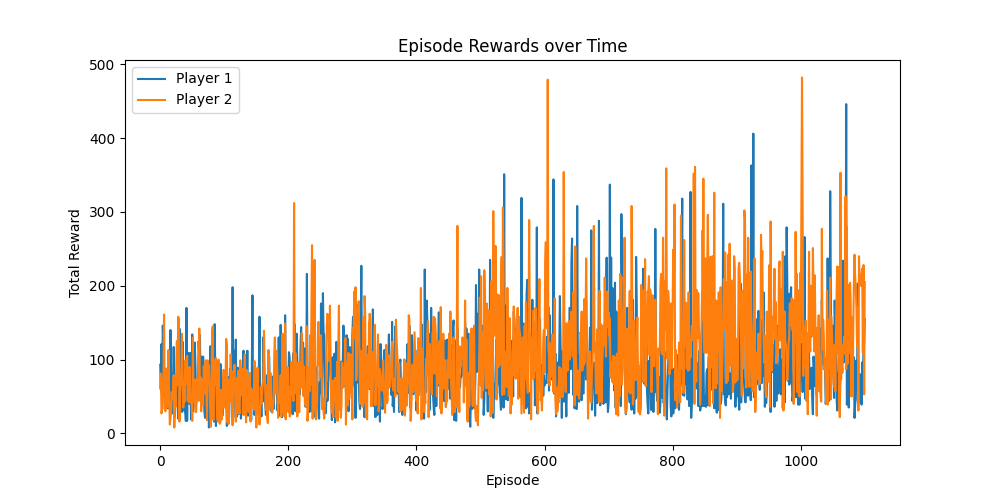 Episode Rewards over Time
Player 1
Player 2
Total Reward
500
400
300
200
100
0
0 200 400 600 800 1000
Episode